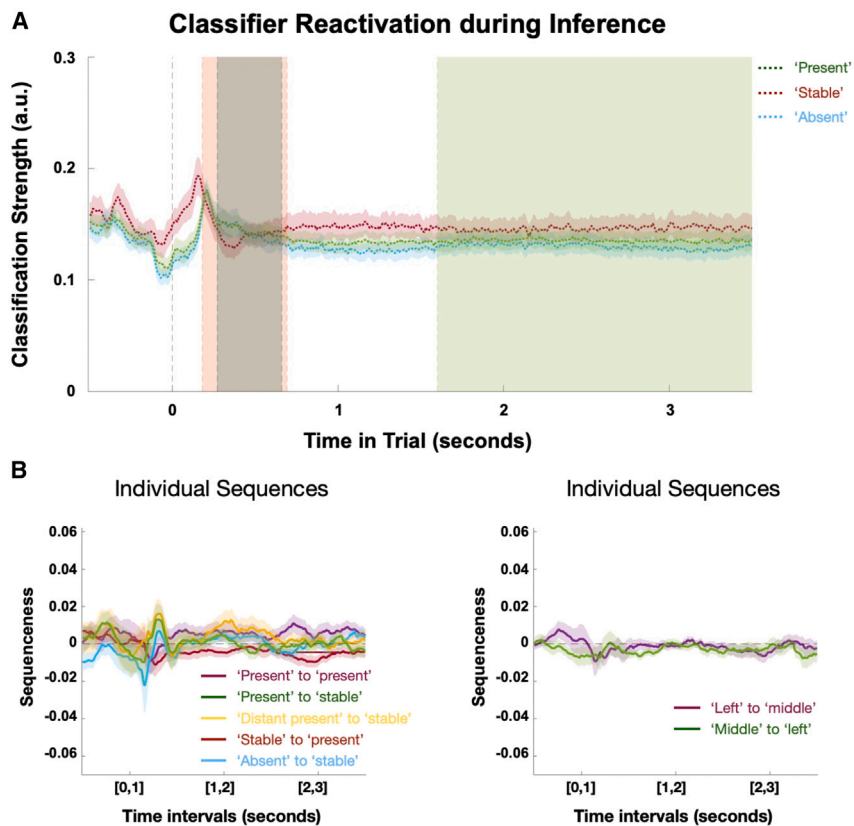 A
Classifier Reactivation during Inference
Classification Strength (a.u.)
0.3
0.2
0.1
0
0
1
2
3
Time in Trial (seconds)
‘Present’
‘Stable’
‘Absent’
B
Individual Sequences
Sequenceness
0.06
0.04
0.02
0
-0.02
-0.04
-0.06
‘Present’ to ‘present’
‘Present’ to ‘stable’
‘Distant present’ to ‘stable’
‘Stable’ to ‘present’
‘Absent’ to ‘stable’
[0,1]
[1,2]
[2,3]
Time intervals (seconds)
Individual Sequences
Sequenceness
0.06
0.04
0.02
0
-0.02
-0.04
-0.06
‘Left’ to ‘middle’
‘Middle’ to ‘left’
[0,1]
[1,2]
[2,3]
Time intervals (seconds)